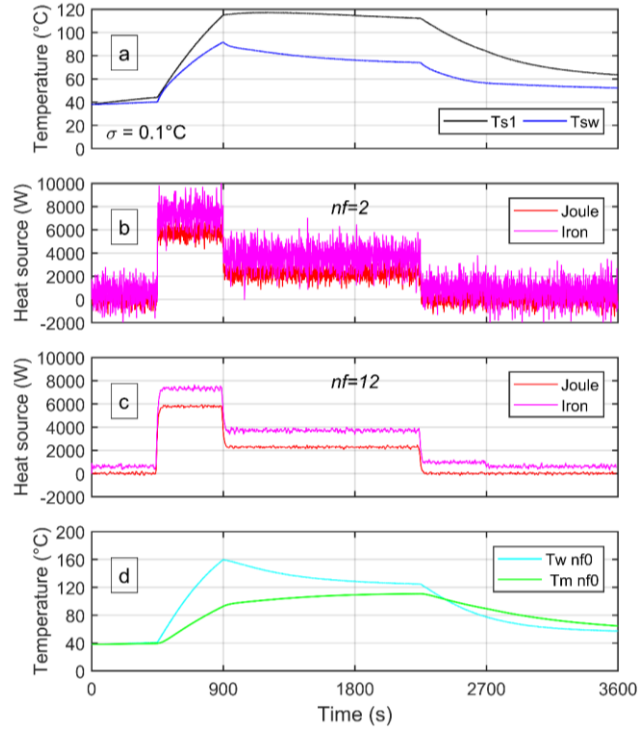 120
100
80
60
40
20
0
Temperature (°C)
a
σ = 0.1°C
Ts1 Tsw
10000
8000
6000
4000
2000
0
-2000
Heat source (W)
b
nf=2
Joule
Iron
10000
8000
6000
4000
2000
0
-2000
Heat source (W)
c
nf=12
Joule
Iron
200
160
120
80
40
0
Temperature (°C)
d
Tw nf0
Tm nf0
0 900 1800 2700 3600
Time (s)